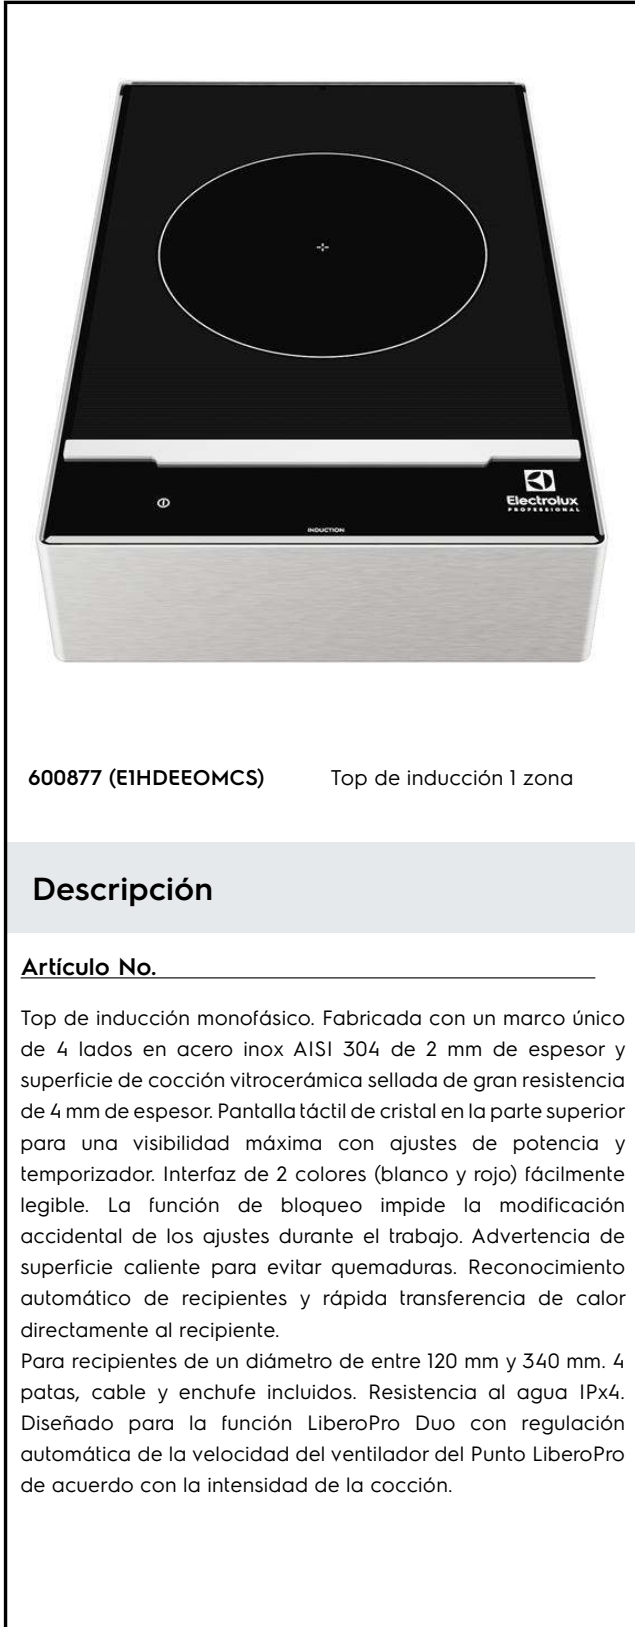 Electrolux
PROFESSIONAL
INDUCTION
600877 (E1HDEEOMCS) Top de inducción 1 zona
Descripción
Artículo No.
Top de inducción monofásico. Fabricada con un marco único
de 4 lados en acero inox AISI 304 de 2 mm de espesor y
superficie de cocción vitrocerámica sellada de gran resistencia
de 4 mm de espesor. Pantalla táctil de cristal en la parte superior
para una visibilidad máxima con ajustes de potencia y
temporizador. Interfaz de 2 colores (blanco y rojo) fácilmente
legible. La función de bloqueo impide la modificación
accidental de los ajustes durante el trabajo. Advertencia de
superficie caliente para evitar quemaduras. Reconocimiento
automático de recipientes y rápida transferencia de calor
directamente al recipiente.
Para recipientes de un diámetro de entre 120 mm y 340 mm. 4
patas, cable y enchufe incluidos. Resistencia al agua IPx4.
Diseñado para la función LiberoPro Duo con regulación
automática de la velocidad del ventilador del Punto LiberoPro
de acuerdo con la intensidad de la cocción.